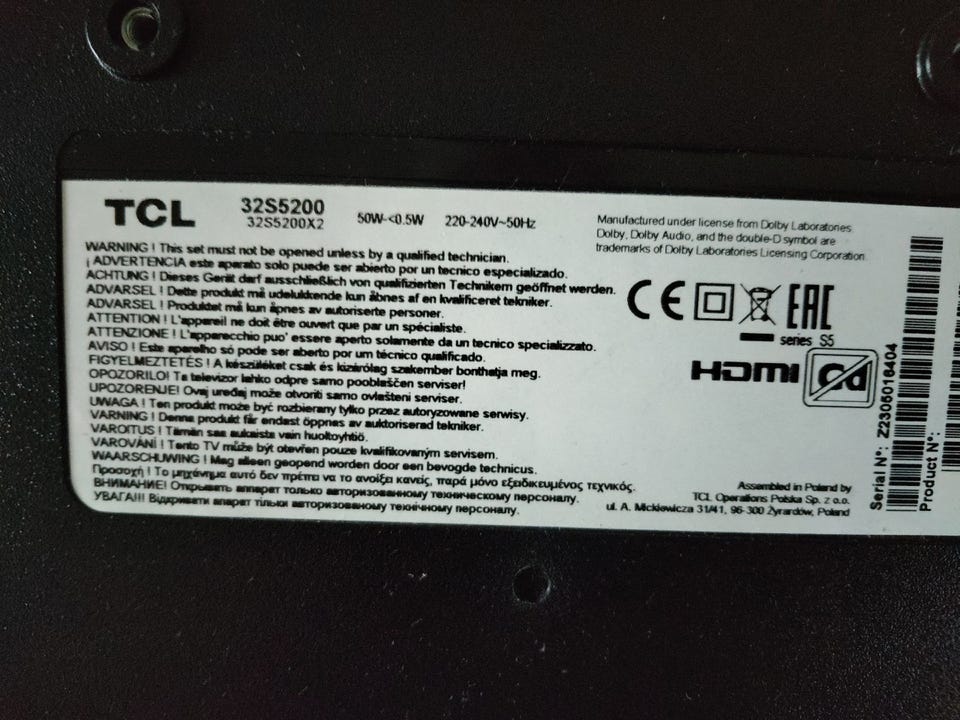 TCL
32S5200
32S5200X2
50W-<0.5W
220-240V~50Hz
Manufactured under license from Dolby Laboratories.
Dolby, Dolby Audio, and the double-D symbol are
trademarks of Dolby Laboratories Licensing Corporation.
WARNING ! This set must not be opened unless by a qualified technician.
¡ ADVERTENCIA este aparato solo puede ser abierto por un tecnico especializado.
ACHTUNG ! Dieses Gerät darf ausschließlich von qualifizierten Technikern geöffnet werden.
ADVARSEL ! Dette produkt må udelukkende kun åbnes af en kvalificeret tekniker.
ADVARSEL ! Produktet må kun åpnes av autoriserte personer.
ATTENTION ! L'appareil ne doit être ouvert que par un spécialiste.
ATTENZIONE ! L'apparecchio puo' essere aperto solamente da un tecnico specializzato.
AVISO ! Este aparelho só pode ser aberto por um técnico qualificado.
FIGYELMEZTETÉS ! A készüléket csak és kizárólag szakember bonthatja meg.
OPOZORILO! Ta televizor lahko odpre samo pooblaščen serviser!
UPOZORENJE! Ovaj uređaj može otvoriti samo ovlašteni serviser.
UWAGA ! Ten produkt może być rozbierany tylko przez autoryzowane serwisy.
VARNING ! Denna produkt får endast öppnas av auktoriserad tekniker.
VAROITUS ! Tämän saa aukaista vain huoltoyhtiö.
VAROVÁNÍ ! Tento TV může být otevřen pouze kvalifikovaným servisem.
WAARSCHUWING ! Mag alleen geopend worden door een bevoegde technicus.
Προσοχή ! Το μηχάνημα αυτό δεν πρέπει να το ανοίξει κανείς, παρά μόνο εξειδικευμένος τεχνικός.
ВНИМАНИЕ! Открывать аппарат только авторизованному техническому персоналу.
УВАГА!!! Відкривати апарат тільки авторизованому технічному персоналу.
CE
EAC
series S5
HDMI
Assembled in Poland by
TCL Operations Polska Sp. z o.o.
ul. A. Mickiewicza 31/41, 96-300 Żyrardów, Poland
Serial N°: Z2305016404
Product N°: